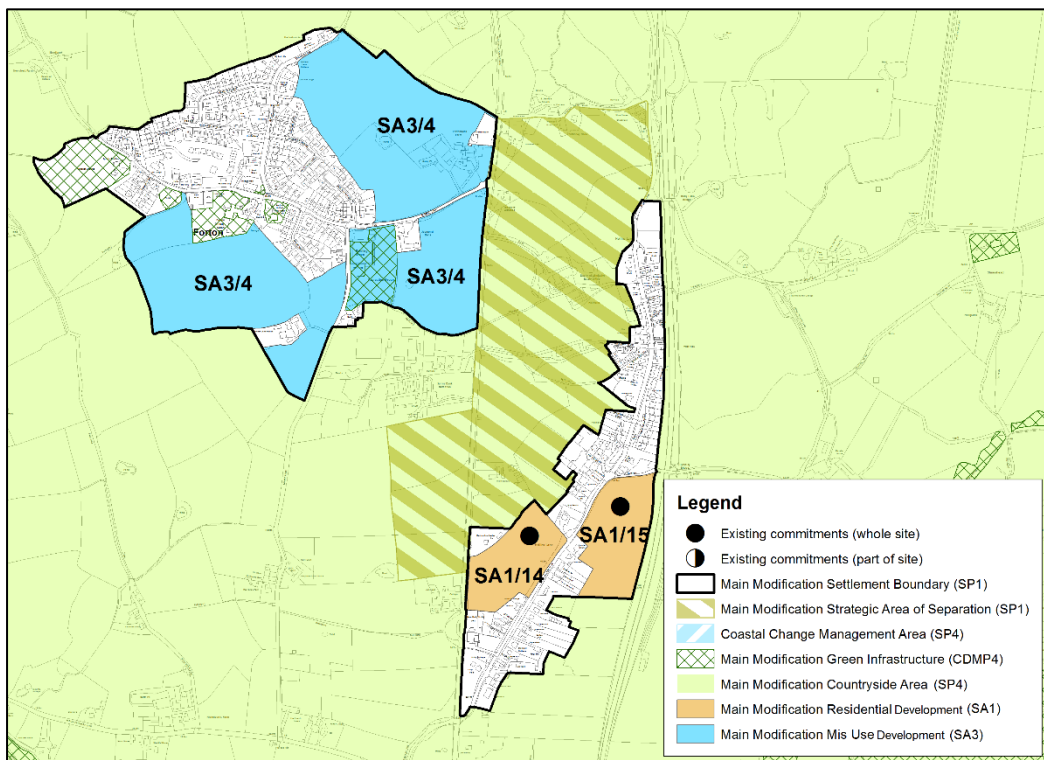 SA3/4
Forton
SA3/4
SA3/4
SA1/15
SA1/14
Legend
Existing commitments (whole site)
Existing commitments (part of site)
Main Modification Settlement Boundary (SP1)
Main Modification Strategic Area of Separation (SP1)
Coastal Change Management Area (SP4)
Main Modification Green Infrastructure (CDMP4)
Main Modification Countryside Area (SP4)
Main Modification Residential Development (SA1)
Main Modification Mis Use Development (SA3)